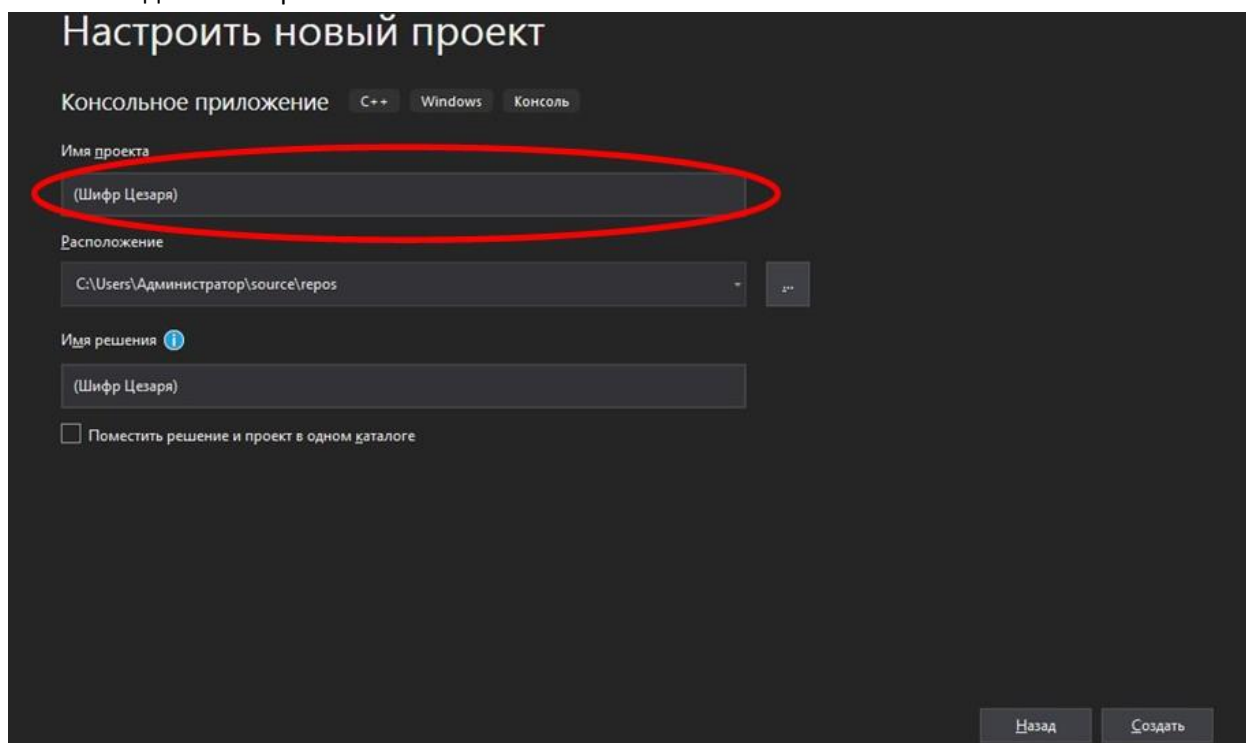 Настроить новый проект
Консольное приложение C++ Windows Консоль
Имя проекта
(Шифр Цезаря)
Расположение
C:\Users\Администратор\source\repos
...
Имя решения
(Шифр Цезаря)
Поместить решение и проект в одном каталоге
Назад Создать